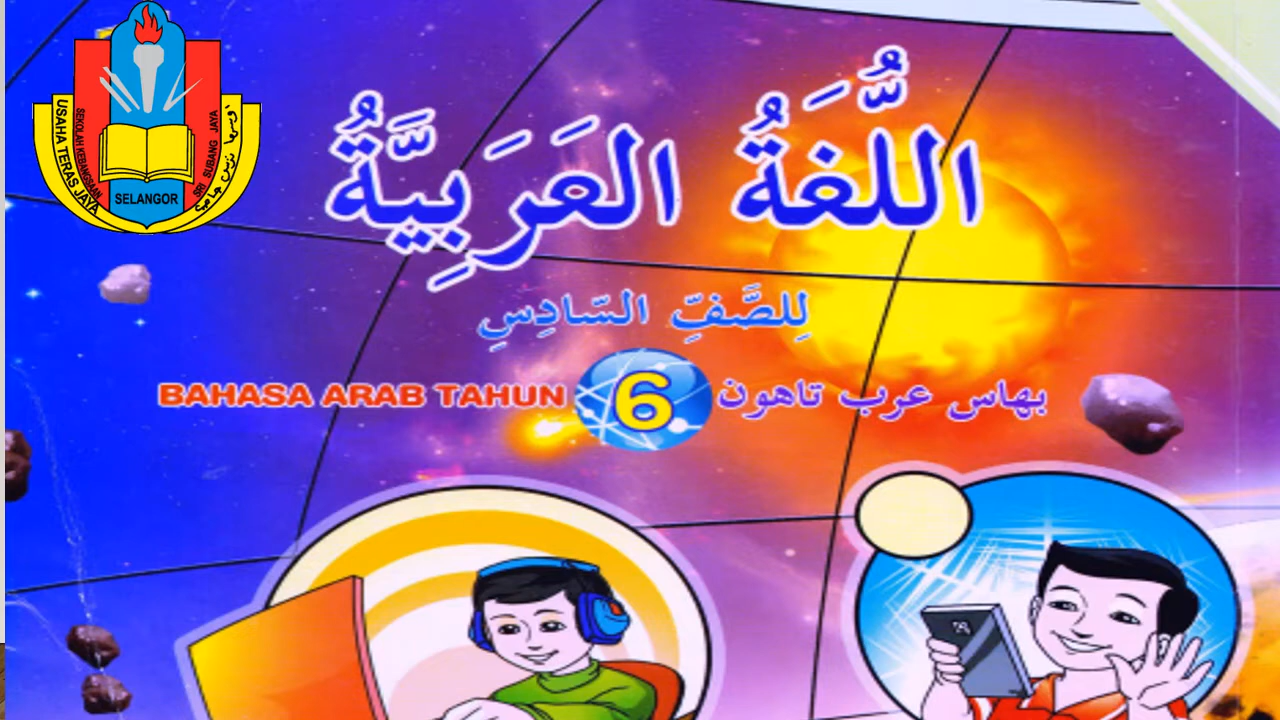 اللُّغَةُ العَرَبِيَّةُ
لِلصَّفِّ السّادِسِ
BAHASA ARAB TAHUN 6 بهاس عرب تاهون
USAHA TERAS JAYA
SEKOLAH KEBANGSAAN
SRI SUBANG JAYA
SELANGOR